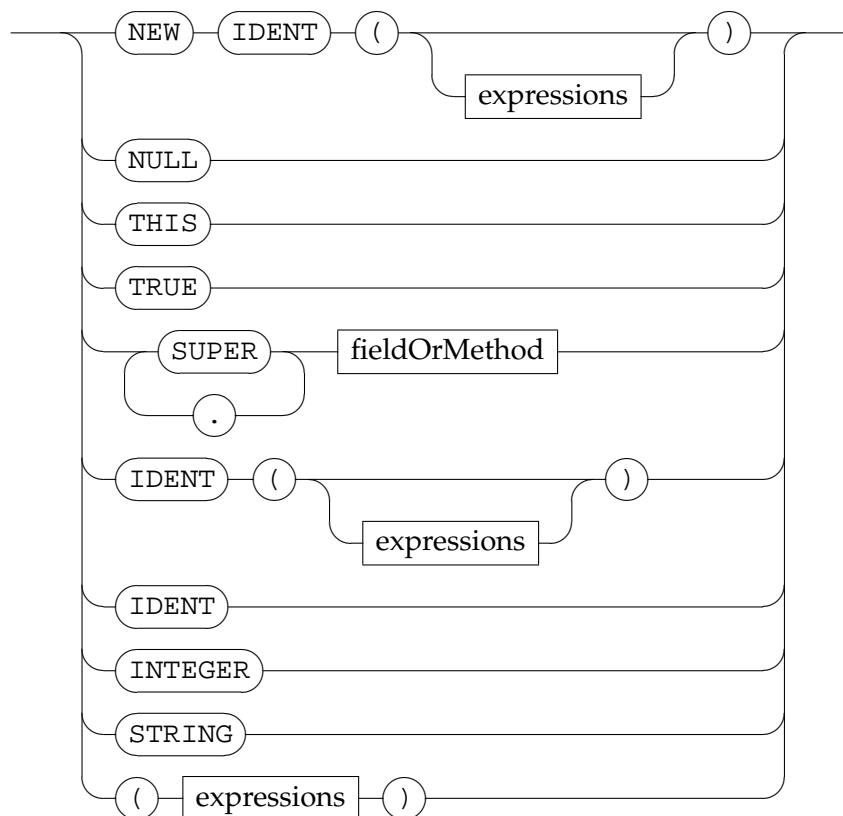 NEW IDENT ( )
expressions
NULL
THIS
TRUE
SUPER fieldOrMethod
.
IDENT ( )
expressions
IDENT
INTEGER
STRING
( expressions )